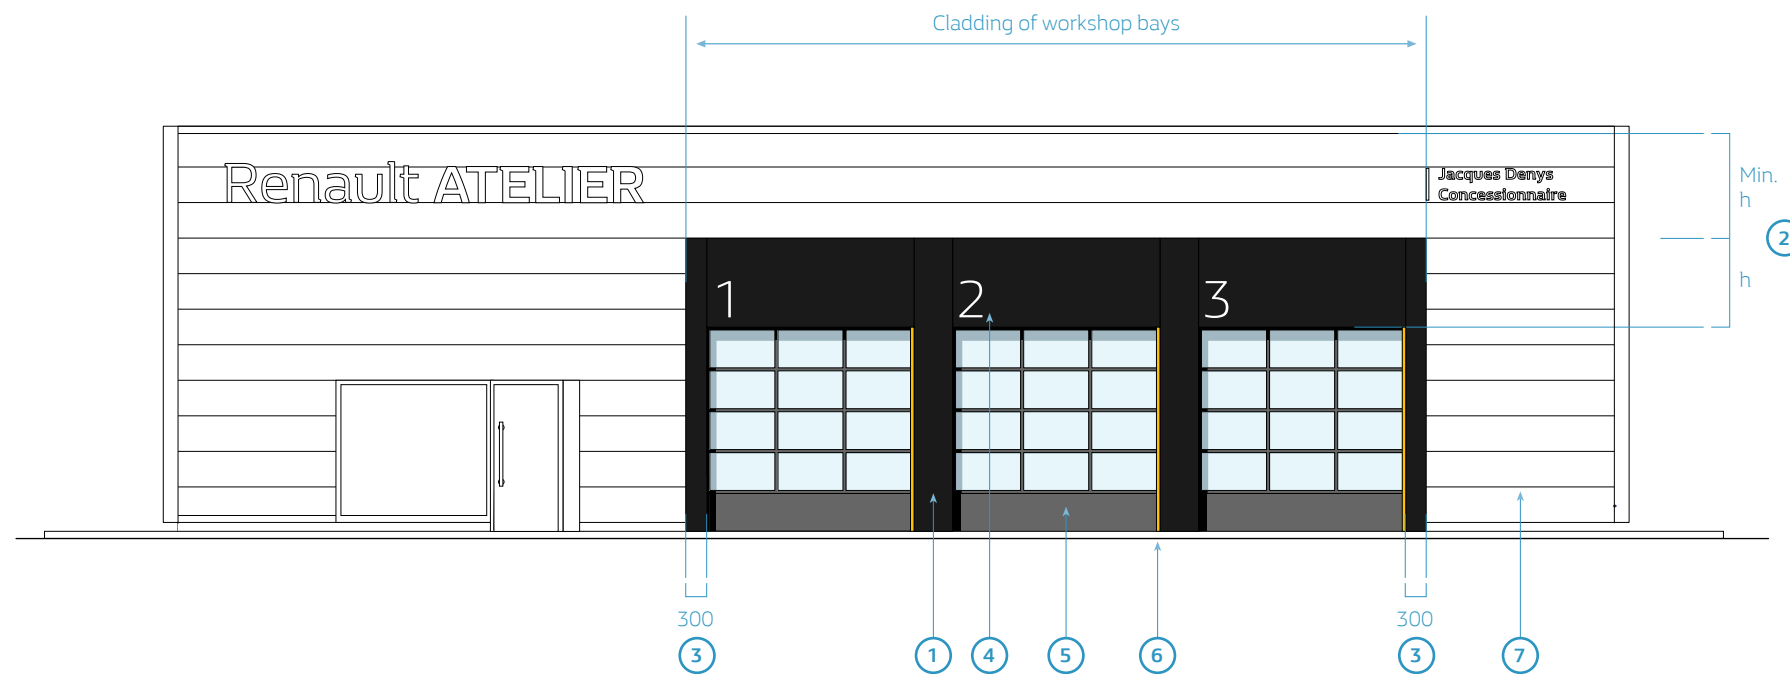 Cladding of workshop bays
Renault ATELIER
Jacques Denys
Concessionnaire
Min.
h
2
h
1
2
3
300
300
3
1
4
5
6
3
7